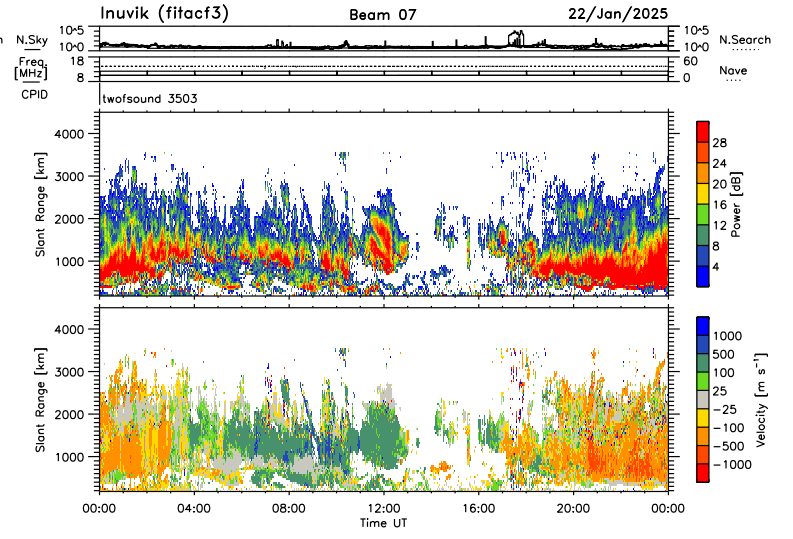 Inuvik (fitacf3) Beam 07 22/Jan/2025
N.Sky 10^5 10^5 N.Search
10^0 10^0
Freq. 18 60
[MHz] 8 0 Nave
CPID twofsound 3503
4000
3000
2000
1000
Slant Range [km]
28
24
20
16
12
8
4
Power [dB]
4000
3000
2000
1000
Slant Range [km]
1000
500
100
25
−25
−100
−500
−1000
Velocity [m s⁻¹]
00:00 04:00 08:00 12:00 16:00 20:00 00:00
Time UT